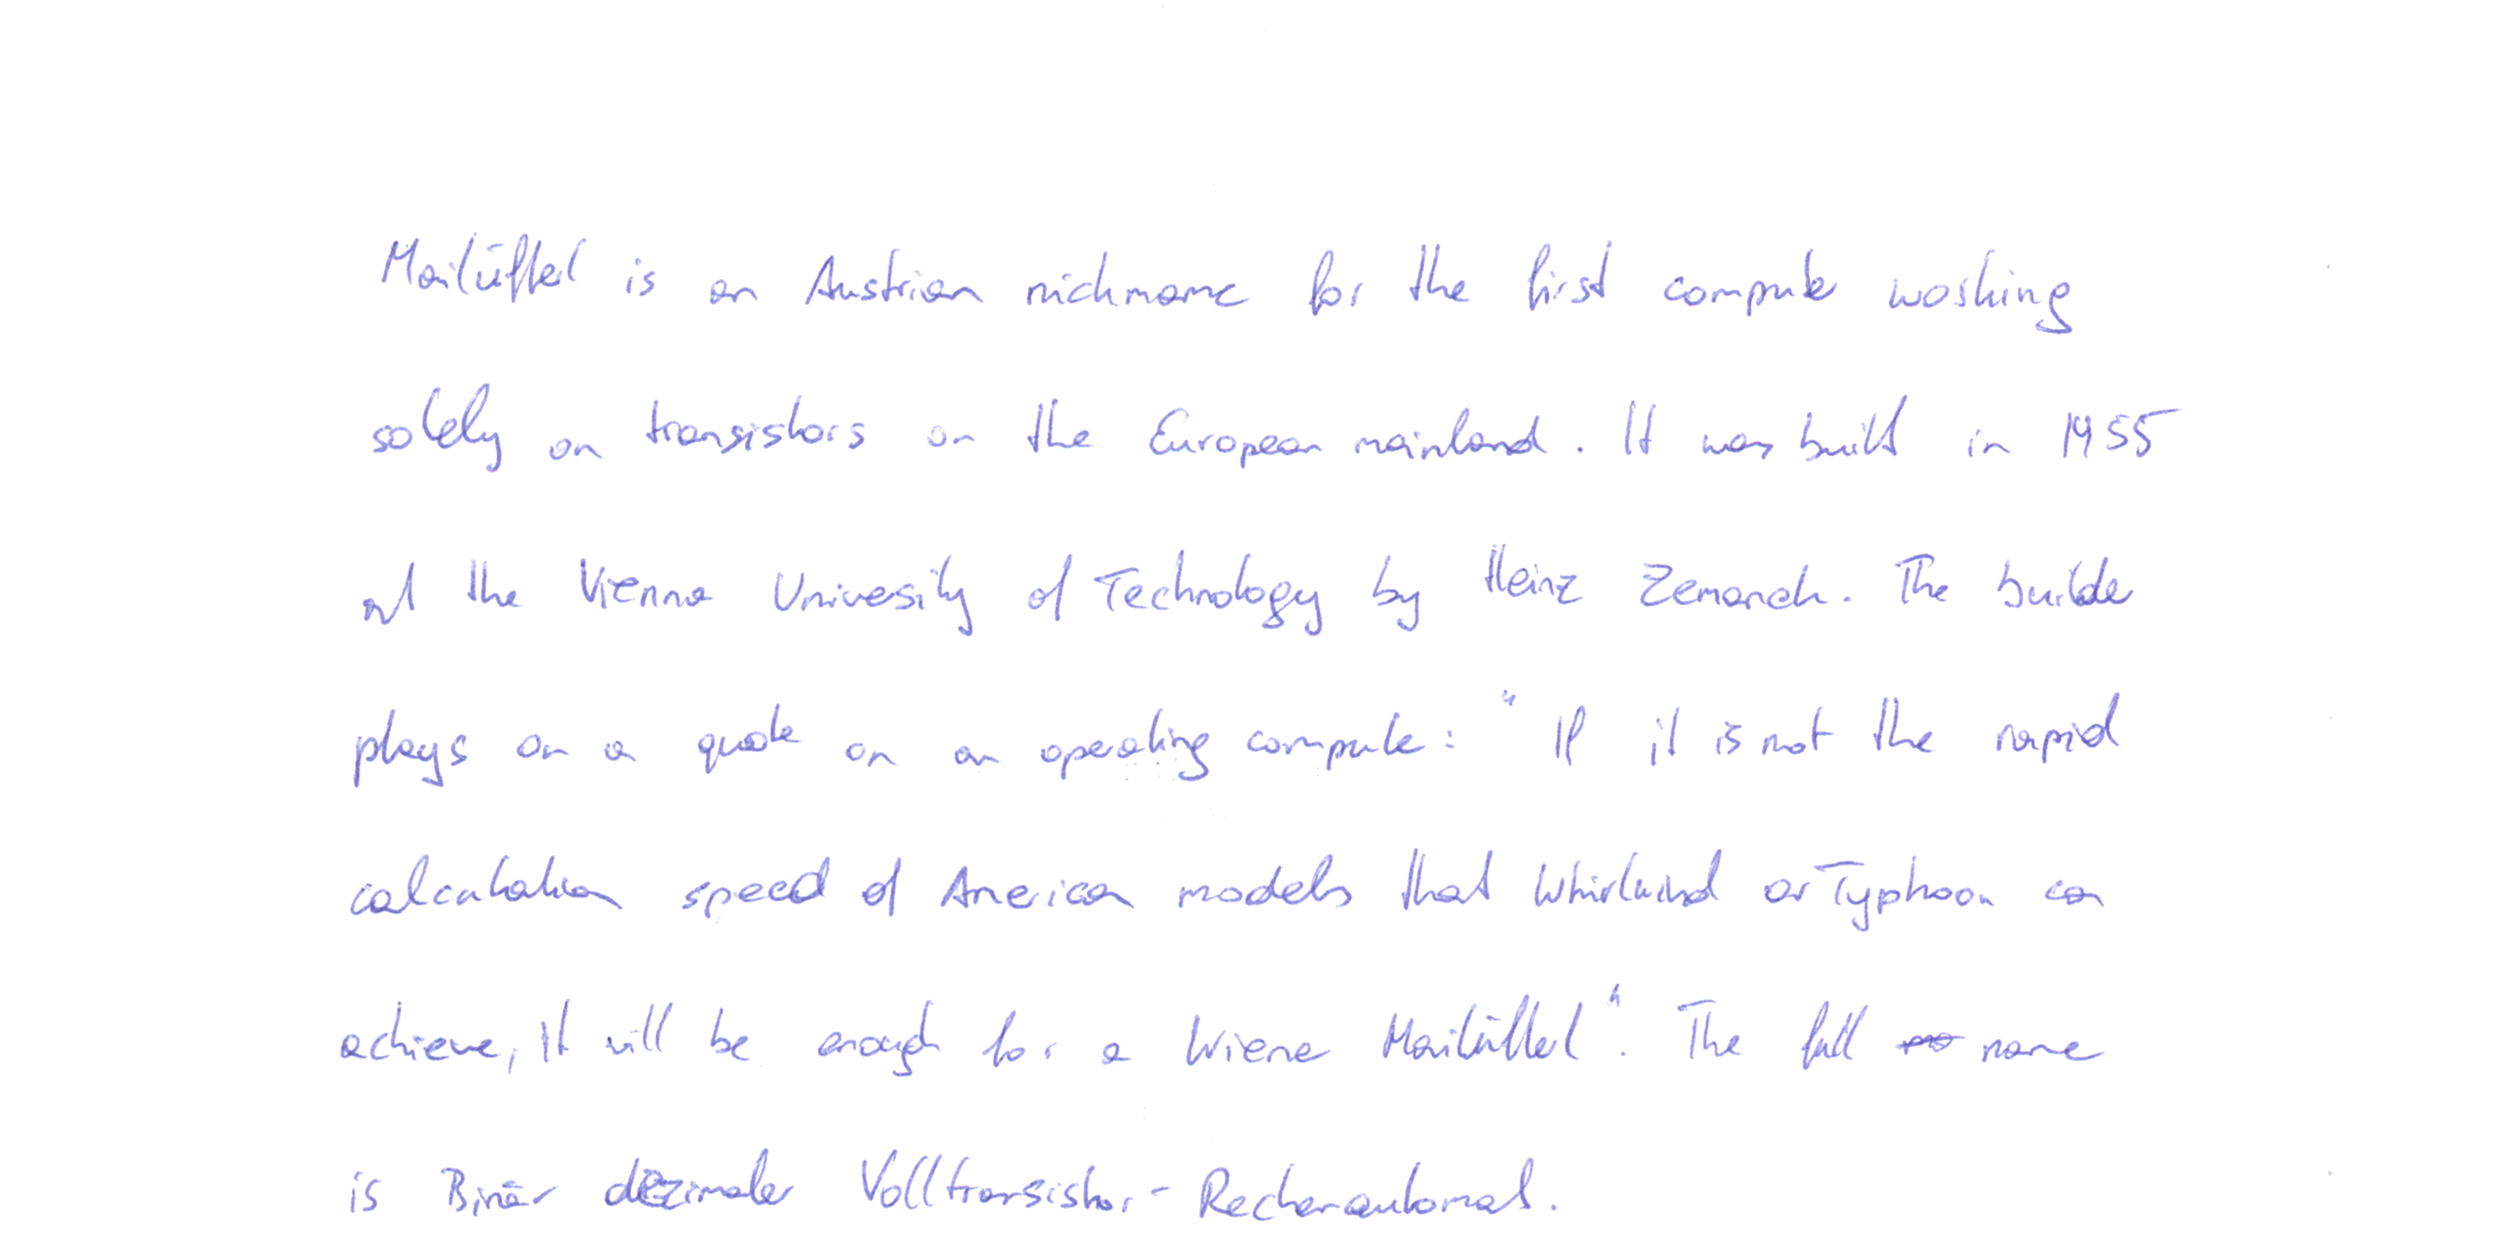 Mailüfterl is an Austrian nickname for the first computer working
solely on transistors on the European mainland. It was built in 1955
at the Vienna University of Technology by Heinz Zemanek. The builder
plays on a quote on an operating computer: "If it is not the rapid
calculation speed of American models that Whirlwind or Typhoon can
achieve, it will be enough for a Wiener Mailüfterl". The full name
is Binär dezimaler Volltransistor-Rechenautomat.